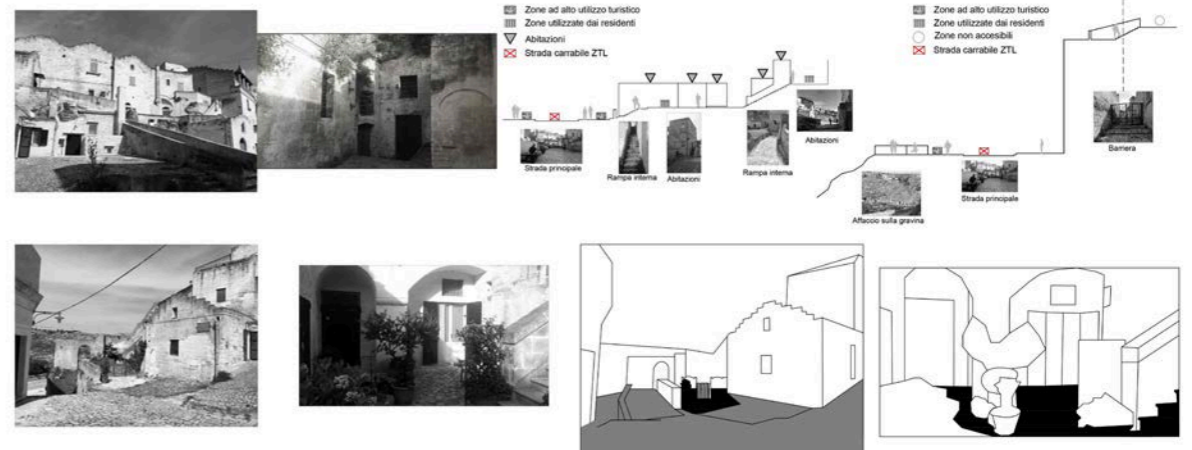 Zone ad alto utilizzo turistico
Zone utilizzate dai residenti
Abitazioni
Strada carrabile ZTL
Strada principale
Rampa interna
Abitazioni
Rampa interna
Abitazioni
Zone ad alto utilizzo turistico
Zone utilizzate dai residenti
Zone non accesibili
Strada carrabile ZTL
Barriera
Affaccio sulla gravina
Strada principale